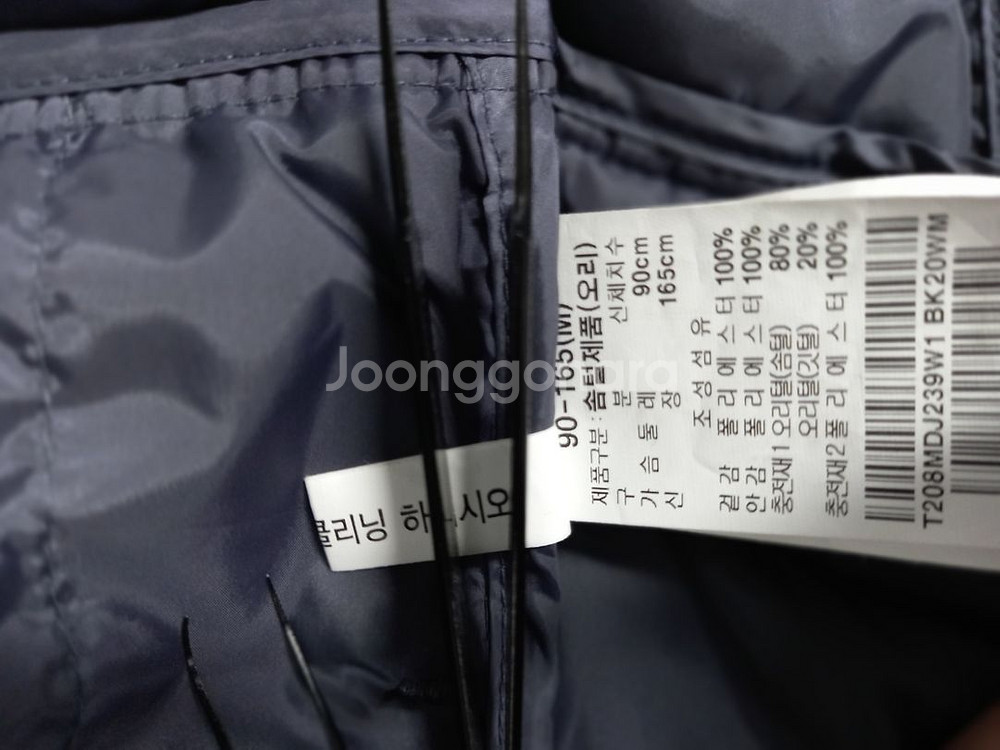 90-165(M)
제품구분: 솜털제품(오리)
구 분 신체치수
가슴둘레 90cm
신 장 165cm
조성섬유
겉감 폴리에스터 100%
안감 폴리에스터 100%
충전재1 오리털(솜털) 80%
오리털(깃털) 20%
충전재2 폴리에스터 100%
T208MDJ239W1 BK20WM
클리닝 하 시오
Joonggonara